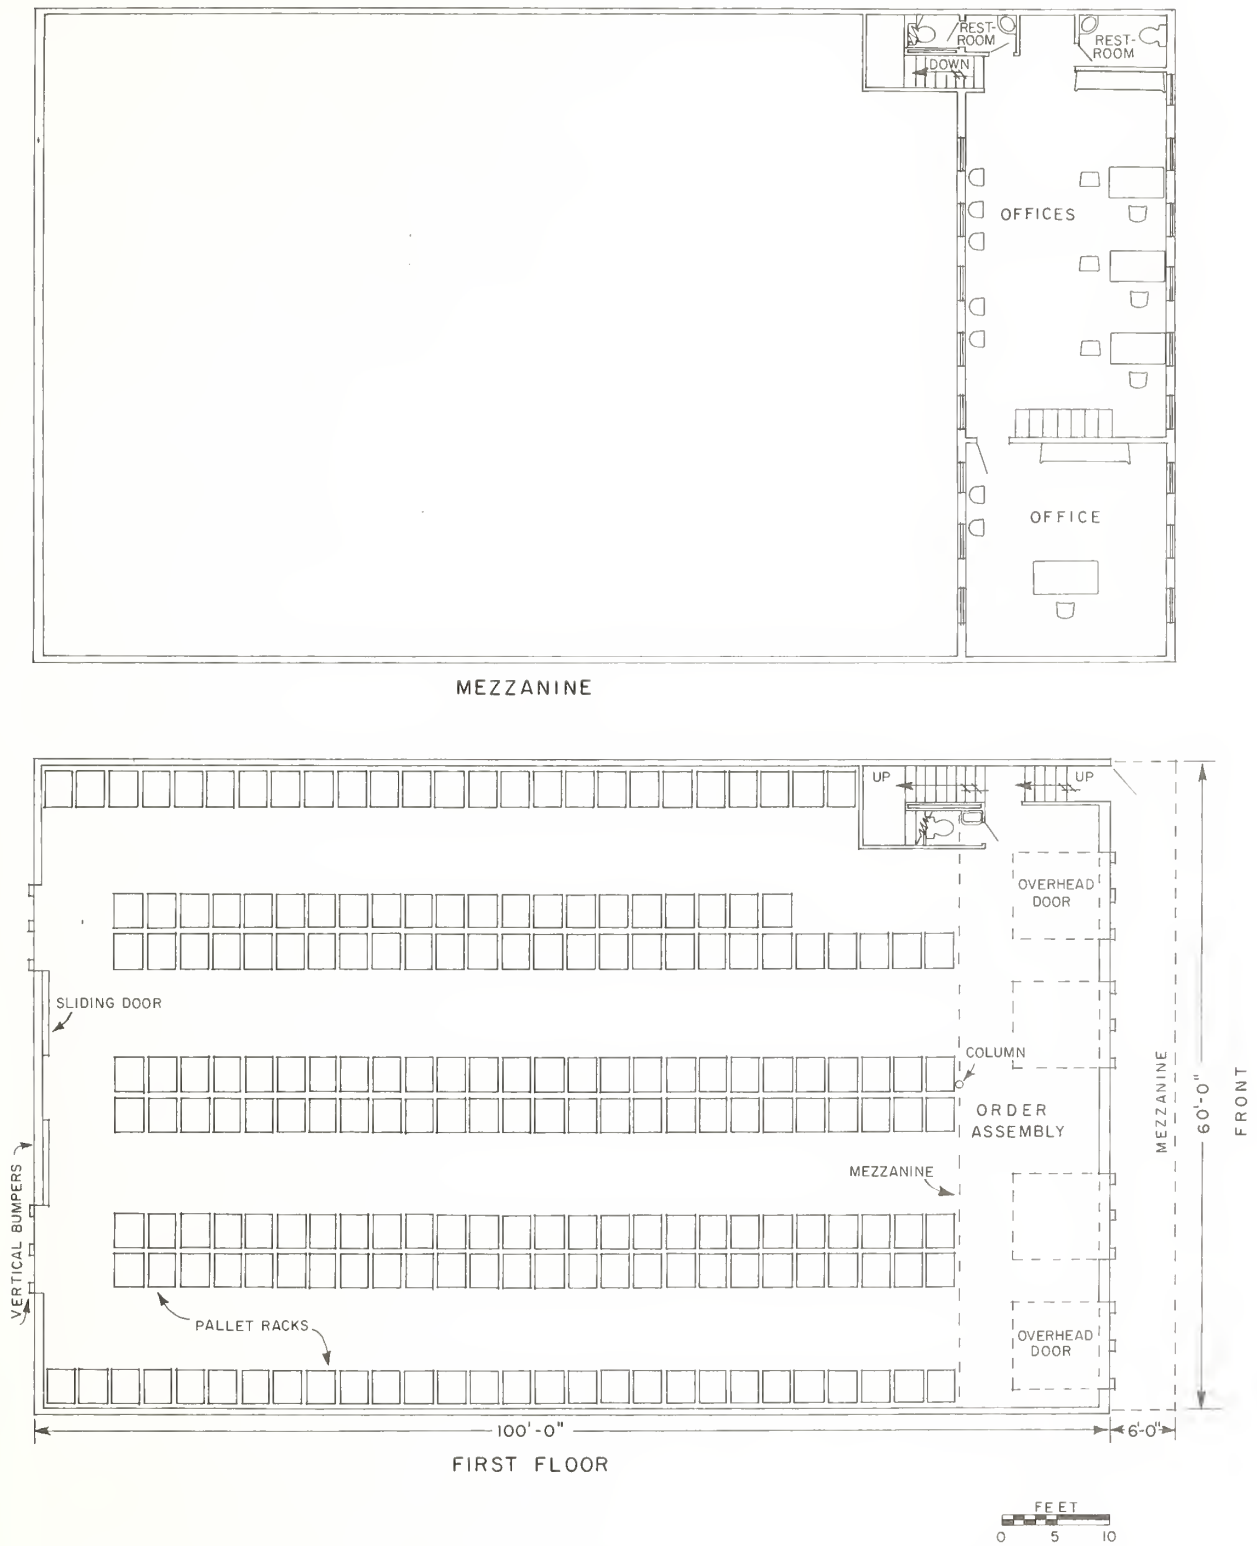 REST-
ROOM
REST-
ROOM
DOWN
OFFICES
OFFICE
MEZZANINE
UP
UP
OVERHEAD
DOOR
SLIDING DOOR
COLUMN
ORDER
ASSEMBLY
MEZZANINE
MEZZANINE
60'-0"
FRONT
VERTICAL BUMPERS
PALLET RACKS
OVERHEAD
DOOR
100'-0"
6'-0"
FIRST FLOOR
FEET
0 5 10